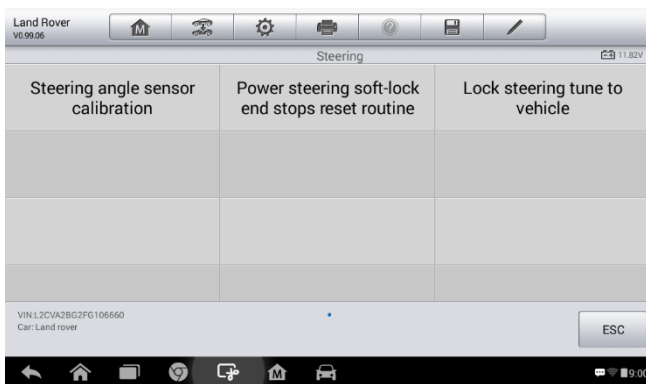 Land Rover
V0.99.06
M
Steering
11.82V
Steering angle sensor
calibration
Power steering soft-lock
end stops reset routine
Lock steering tune to
vehicle
VIN:L2CVA2BG2FG106660
Car: Land rover
ESC
M
9:00